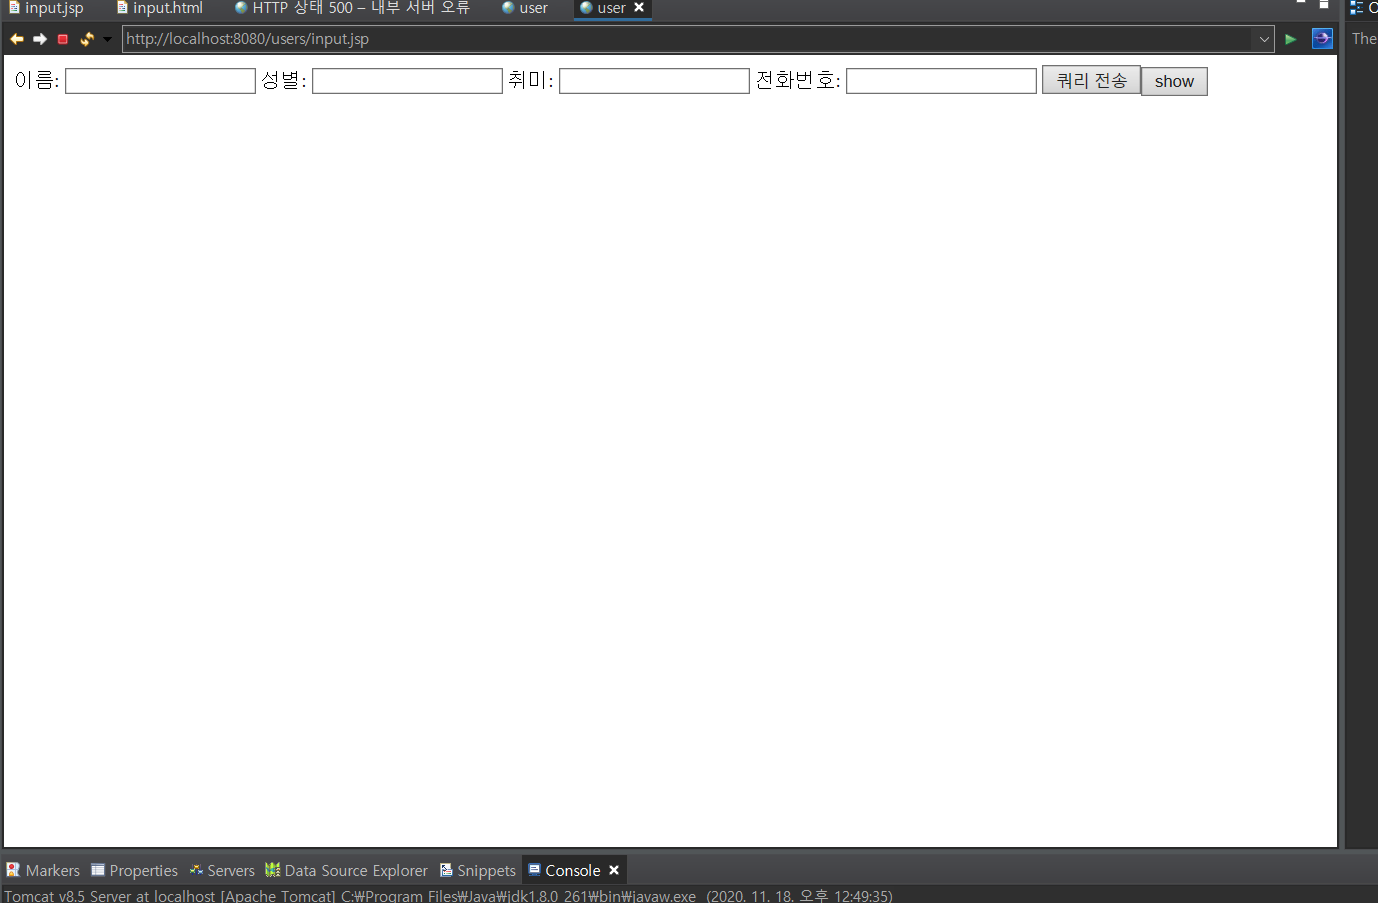 input.jsp input.html HTTP 상태 500 – 내부 서버 오류 user user
http://localhost:8080/users/input.jsp The
이름: 성별: 취미: 전화번호: 쿼리 전송 show
Markers Properties Servers Data Source Explorer Snippets Console
Tomcat v8.5 Server at localhost [Apache Tomcat] C:₩Program Files₩Java₩jdk1.8.0_261₩bin₩javaw.exe (2020. 11. 18. 오후 12:49:35)